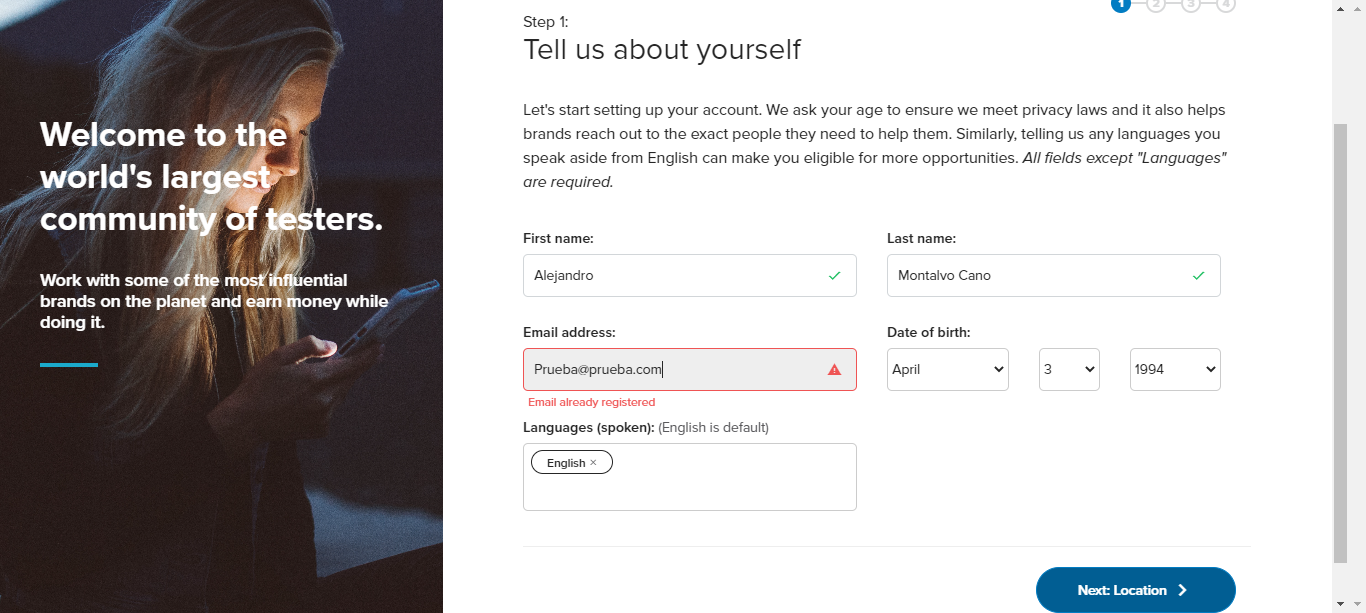 Welcome to the
world's largest
community of testers.
Work with some of the most influential
brands on the planet and earn money while
doing it.
1 2 3 4
Step 1:
Tell us about yourself
Let's start setting up your account. We ask your age to ensure we meet privacy laws and it also helps
brands reach out to the exact people they need to help them. Similarly, telling us any languages you
speak aside from English can make you eligible for more opportunities. All fields except "Languages"
are required.
First name:
Last name:
Alejandro
Montalvo Cano
Email address:
Date of birth:
Prueba@prueba.com
April 3 1994
Email already registered
Languages (spoken): (English is default)
English ×
Next: Location